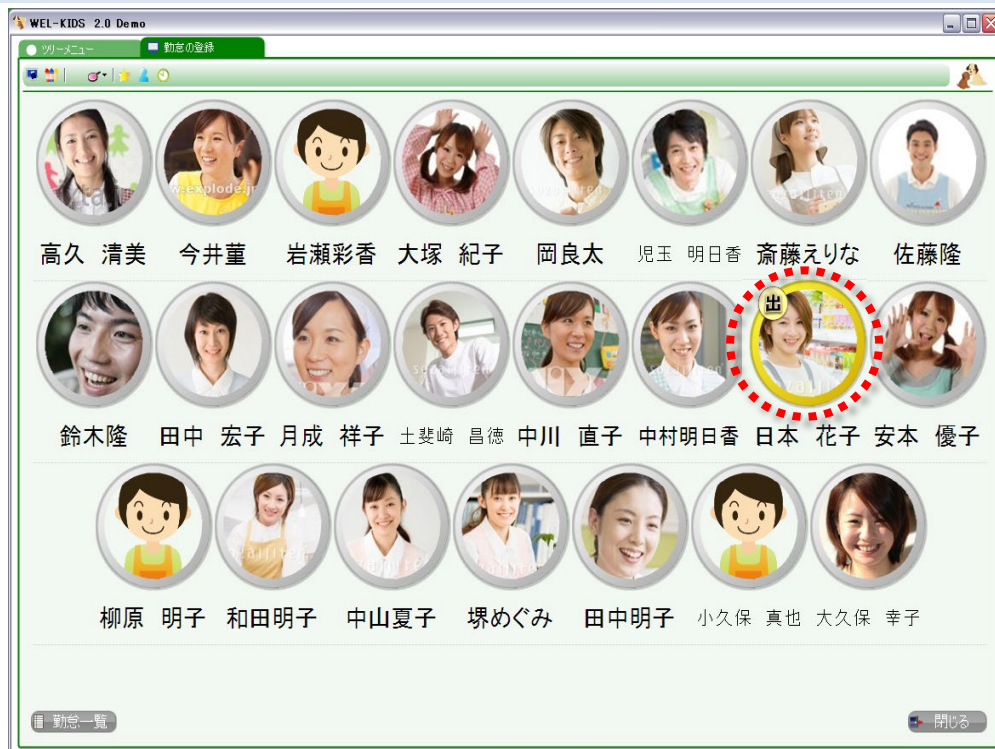 WEL-KIDS 2.0 Demo
ツリーメニュー 勤怠の登録
高久 清美 今井菫 岩瀬彩香 大塚 紀子 岡良太 児玉 明日香 斎藤えりな 佐藤隆
出
鈴木隆 田中 宏子 月成 祥子 土斐崎 昌徳 中川 直子 中村明日香 日本 花子 安本 優子
柳原 明子 和田明子 中山夏子 堺めぐみ 田中明子 小久保 真也 大久保 幸子
勤怠一覧 閉じる